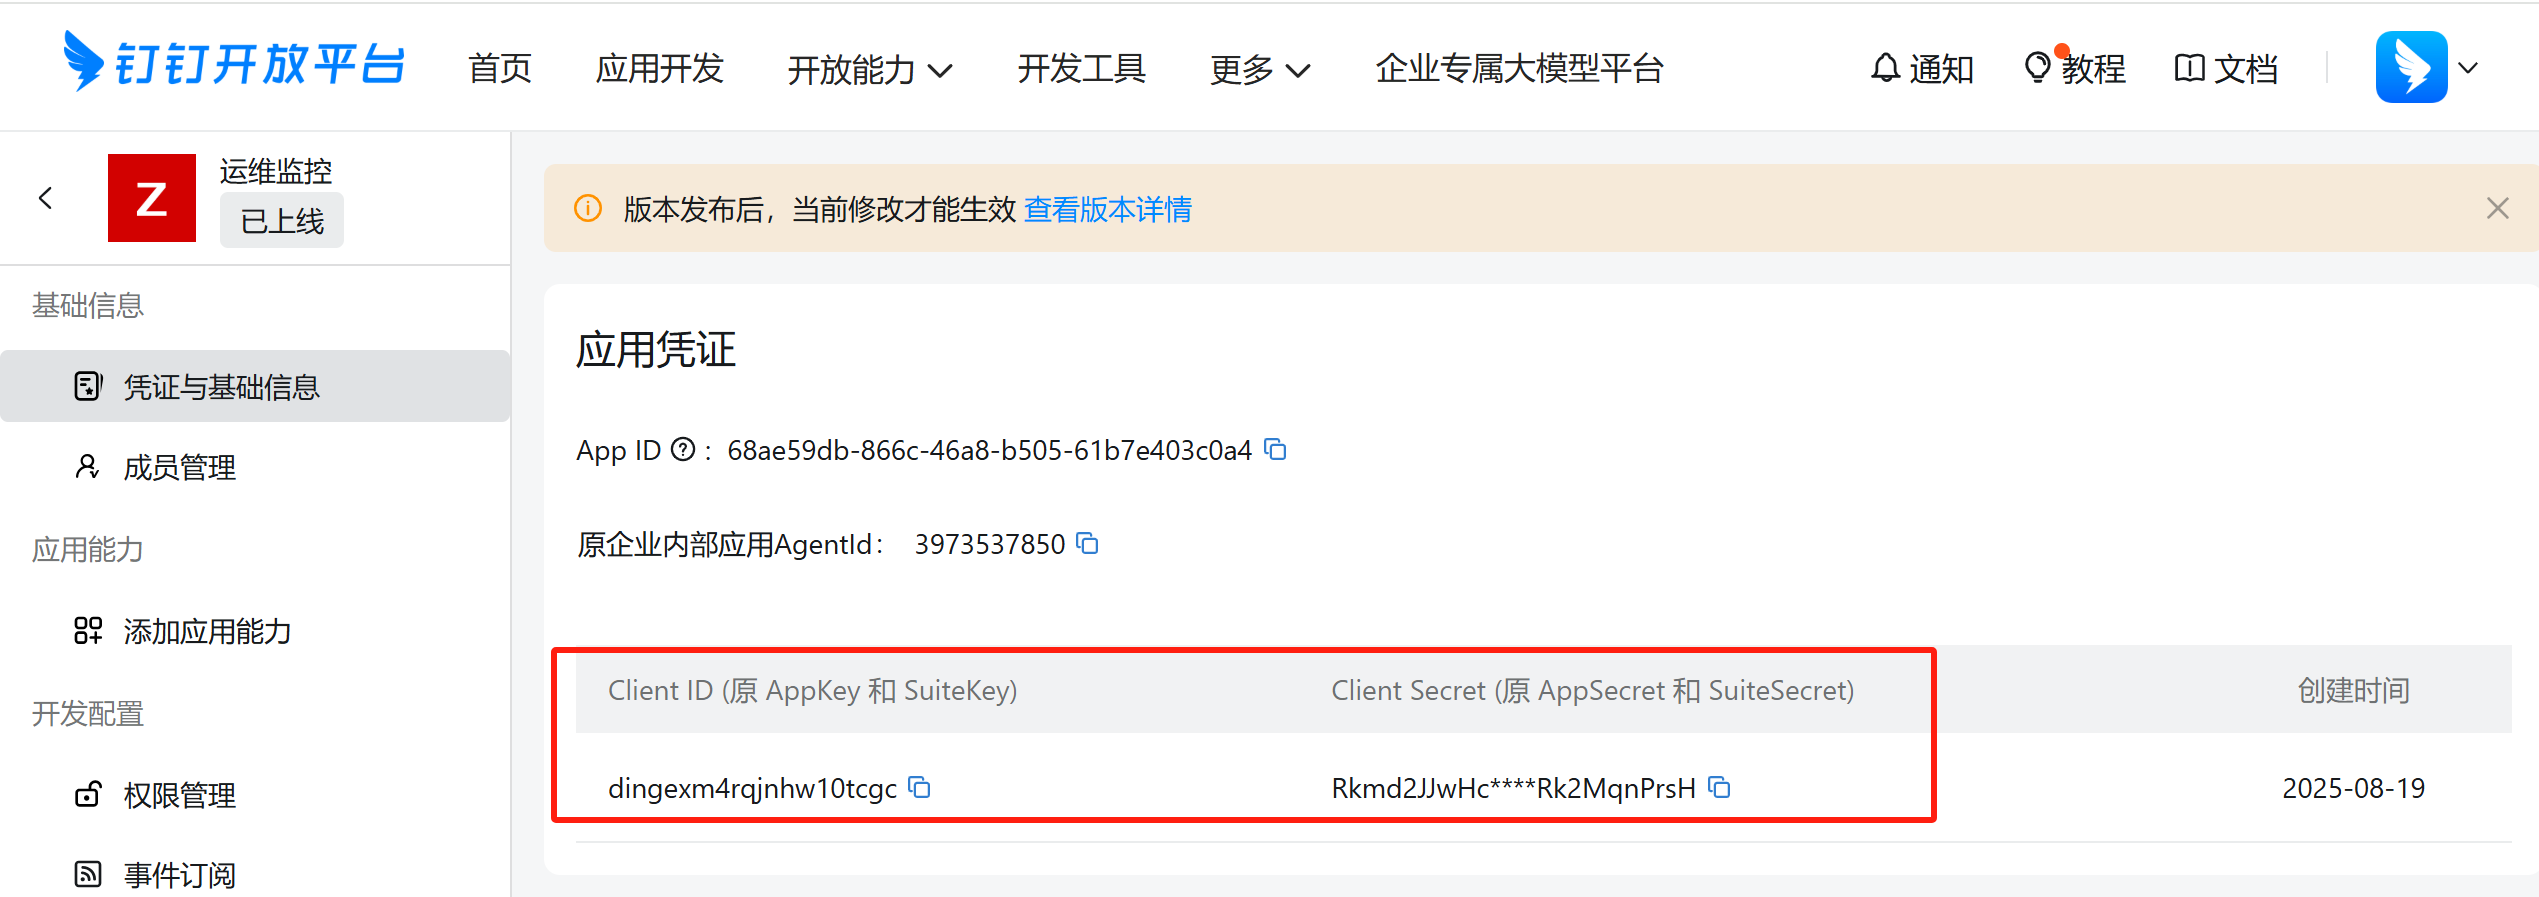 钉钉开放平台 首页 应用开发 开放能力 开发工具 更多 企业专属大模型平台 通知 教程 文档
Z
运维监控
已上线
版本发布后，当前修改才能生效 查看版本详情
基础信息
凭证与基础信息
成员管理
应用能力
添加应用能力
开发配置
权限管理
事件订阅
应用凭证
App ID ? : 68ae59db-866c-46a8-b505-61b7e403c0a4
原企业内部应用AgentId： 3973537850
Client ID (原 AppKey 和 SuiteKey) Client Secret (原 AppSecret 和 SuiteSecret) 创建时间
dingexm4rqjnhw10tcgc Rkmd2JJwHc****Rk2MqnPrsH 2025-08-19